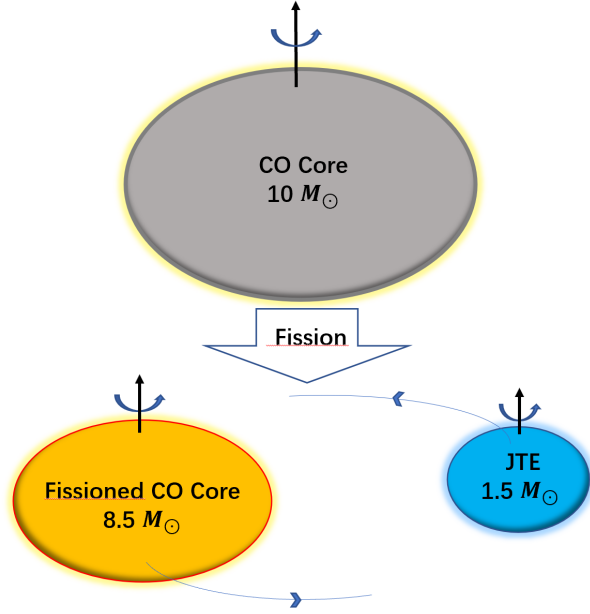 CO Core
10 M⊙
Fission
Fissioned CO Core
8.5 M⊙
JTE
1.5 M⊙